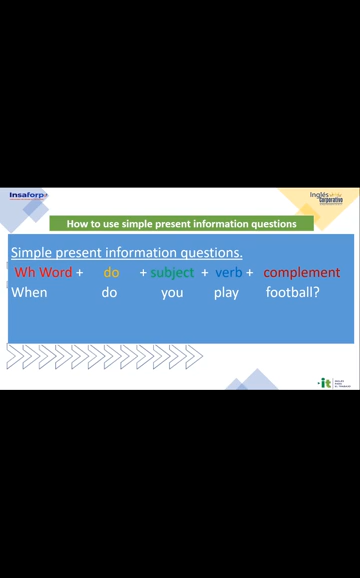 Insaforp
Inglés
corporativo
How to use simple present information questions
Simple present information questions.
Wh Word + do + subject + verb + complement
When do you play football?
it